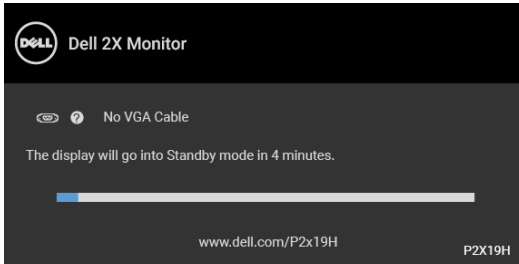 DELL Dell 2X Monitor
? No VGA Cable
The display will go into Standby mode in 4 minutes.
www.dell.com/P2x19H
P2X19H